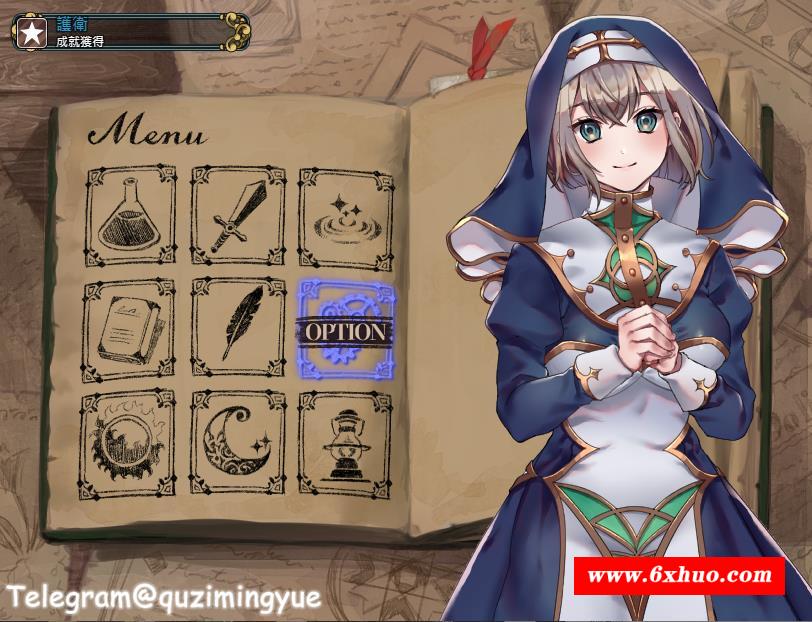 護衛
成就獲得
Menu
OPTION
Telegram@quzimingyue
www.6xhuo.com